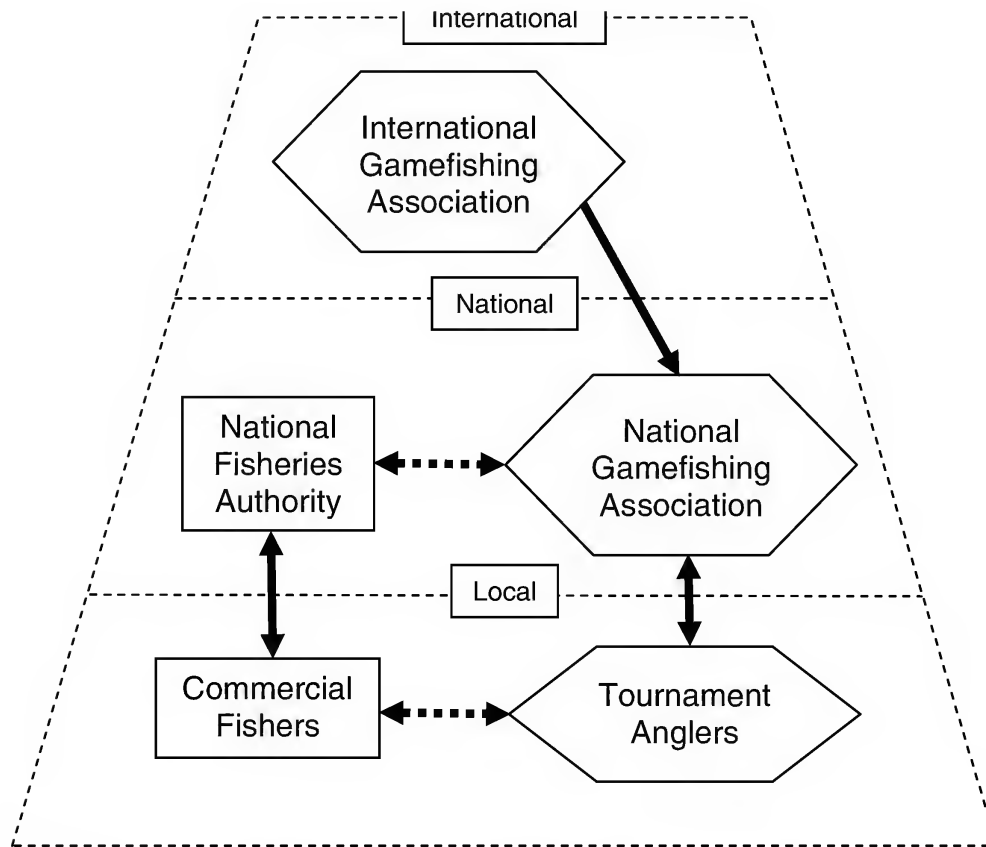 International
International
Gamefishing
Association
National
National
Fisheries
Authority
National
Gamefishing
Association
Local
Commercial
Fishers
Tournament
Anglers